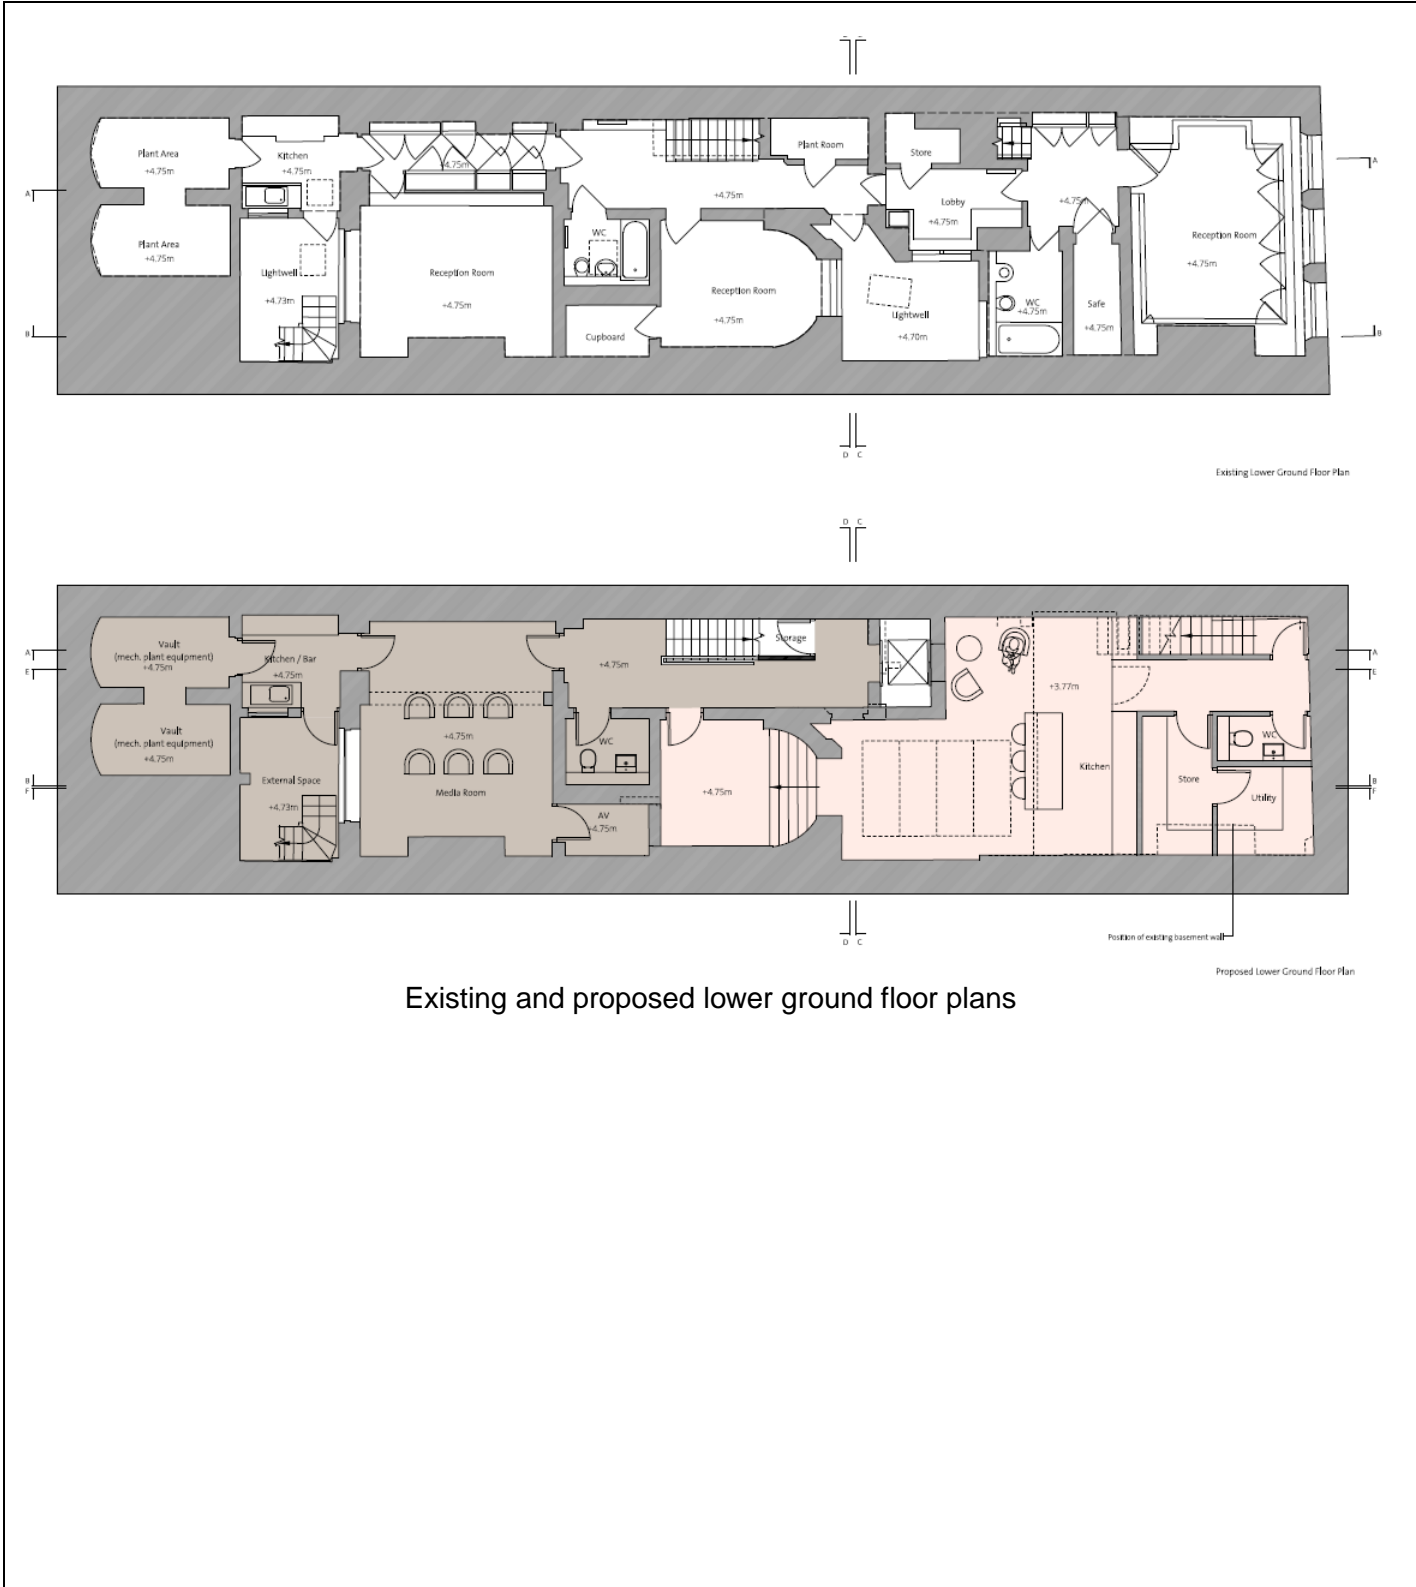 Plant Area
+4.75m
Kitchen
+4.75m
+4.75m
Plant Room
Store
A
A
+4.75m
Lobby
+4.75m
+4.75m
Plant Area
+4.75m
WC
Reception Room
+4.75m
Lightwell
+4.73m
Reception Room
+4.75m
Reception Room
+4.75m
Lightwell
+4.70m
WC
+4.75m
Safe
+4.75m
Cupboard
B
B
D C
Existing Lower Ground Floor Plan
D C
Vault
(mech. plant equipment)
+4.75m
Kitchen / Bar
+4.75m
+4.75m
Storage
A
E
A
E
+3.77m
Vault
(mech. plant equipment)
+4.75m
+4.75m
WC
WC
External Space
+4.73m
Media Room
+4.75m
Kitchen
Store
Utility
B
F
B
F
AV
+4.75m
D C
Position of existing basement wall
Proposed Lower Ground Floor Plan
Existing and proposed lower ground floor plans